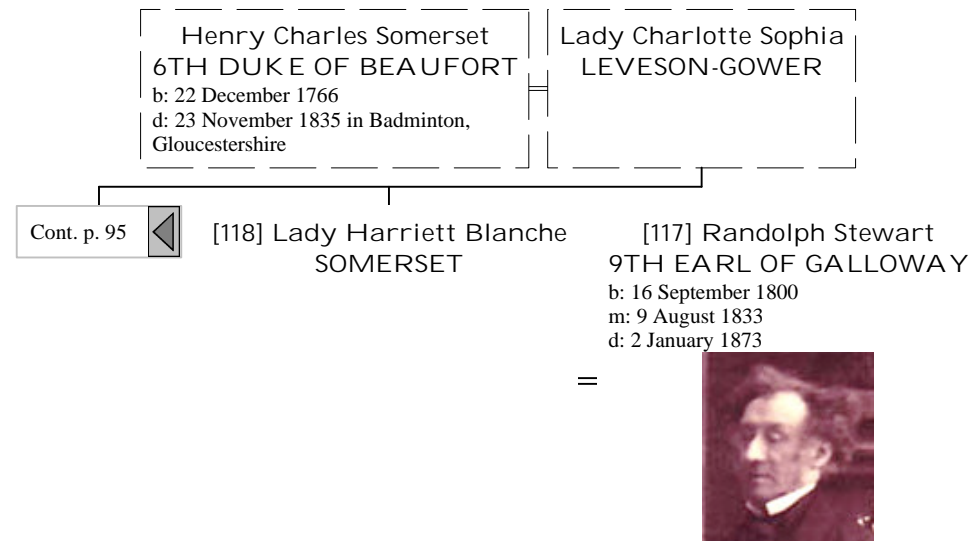 Henry Charles Somerset
6TH DUKE OF BEAUFORT
b: 22 December 1766
d: 23 November 1835 in Badminton,
Gloucestershire
Lady Charlotte Sophia
LEVESON-GOWER
=
Cont. p. 95
[118] Lady Harriett Blanche
SOMERSET
[117] Randolph Stewart
9TH EARL OF GALLOWAY
b: 16 September 1800
m: 9 August 1833
d: 2 January 1873
=